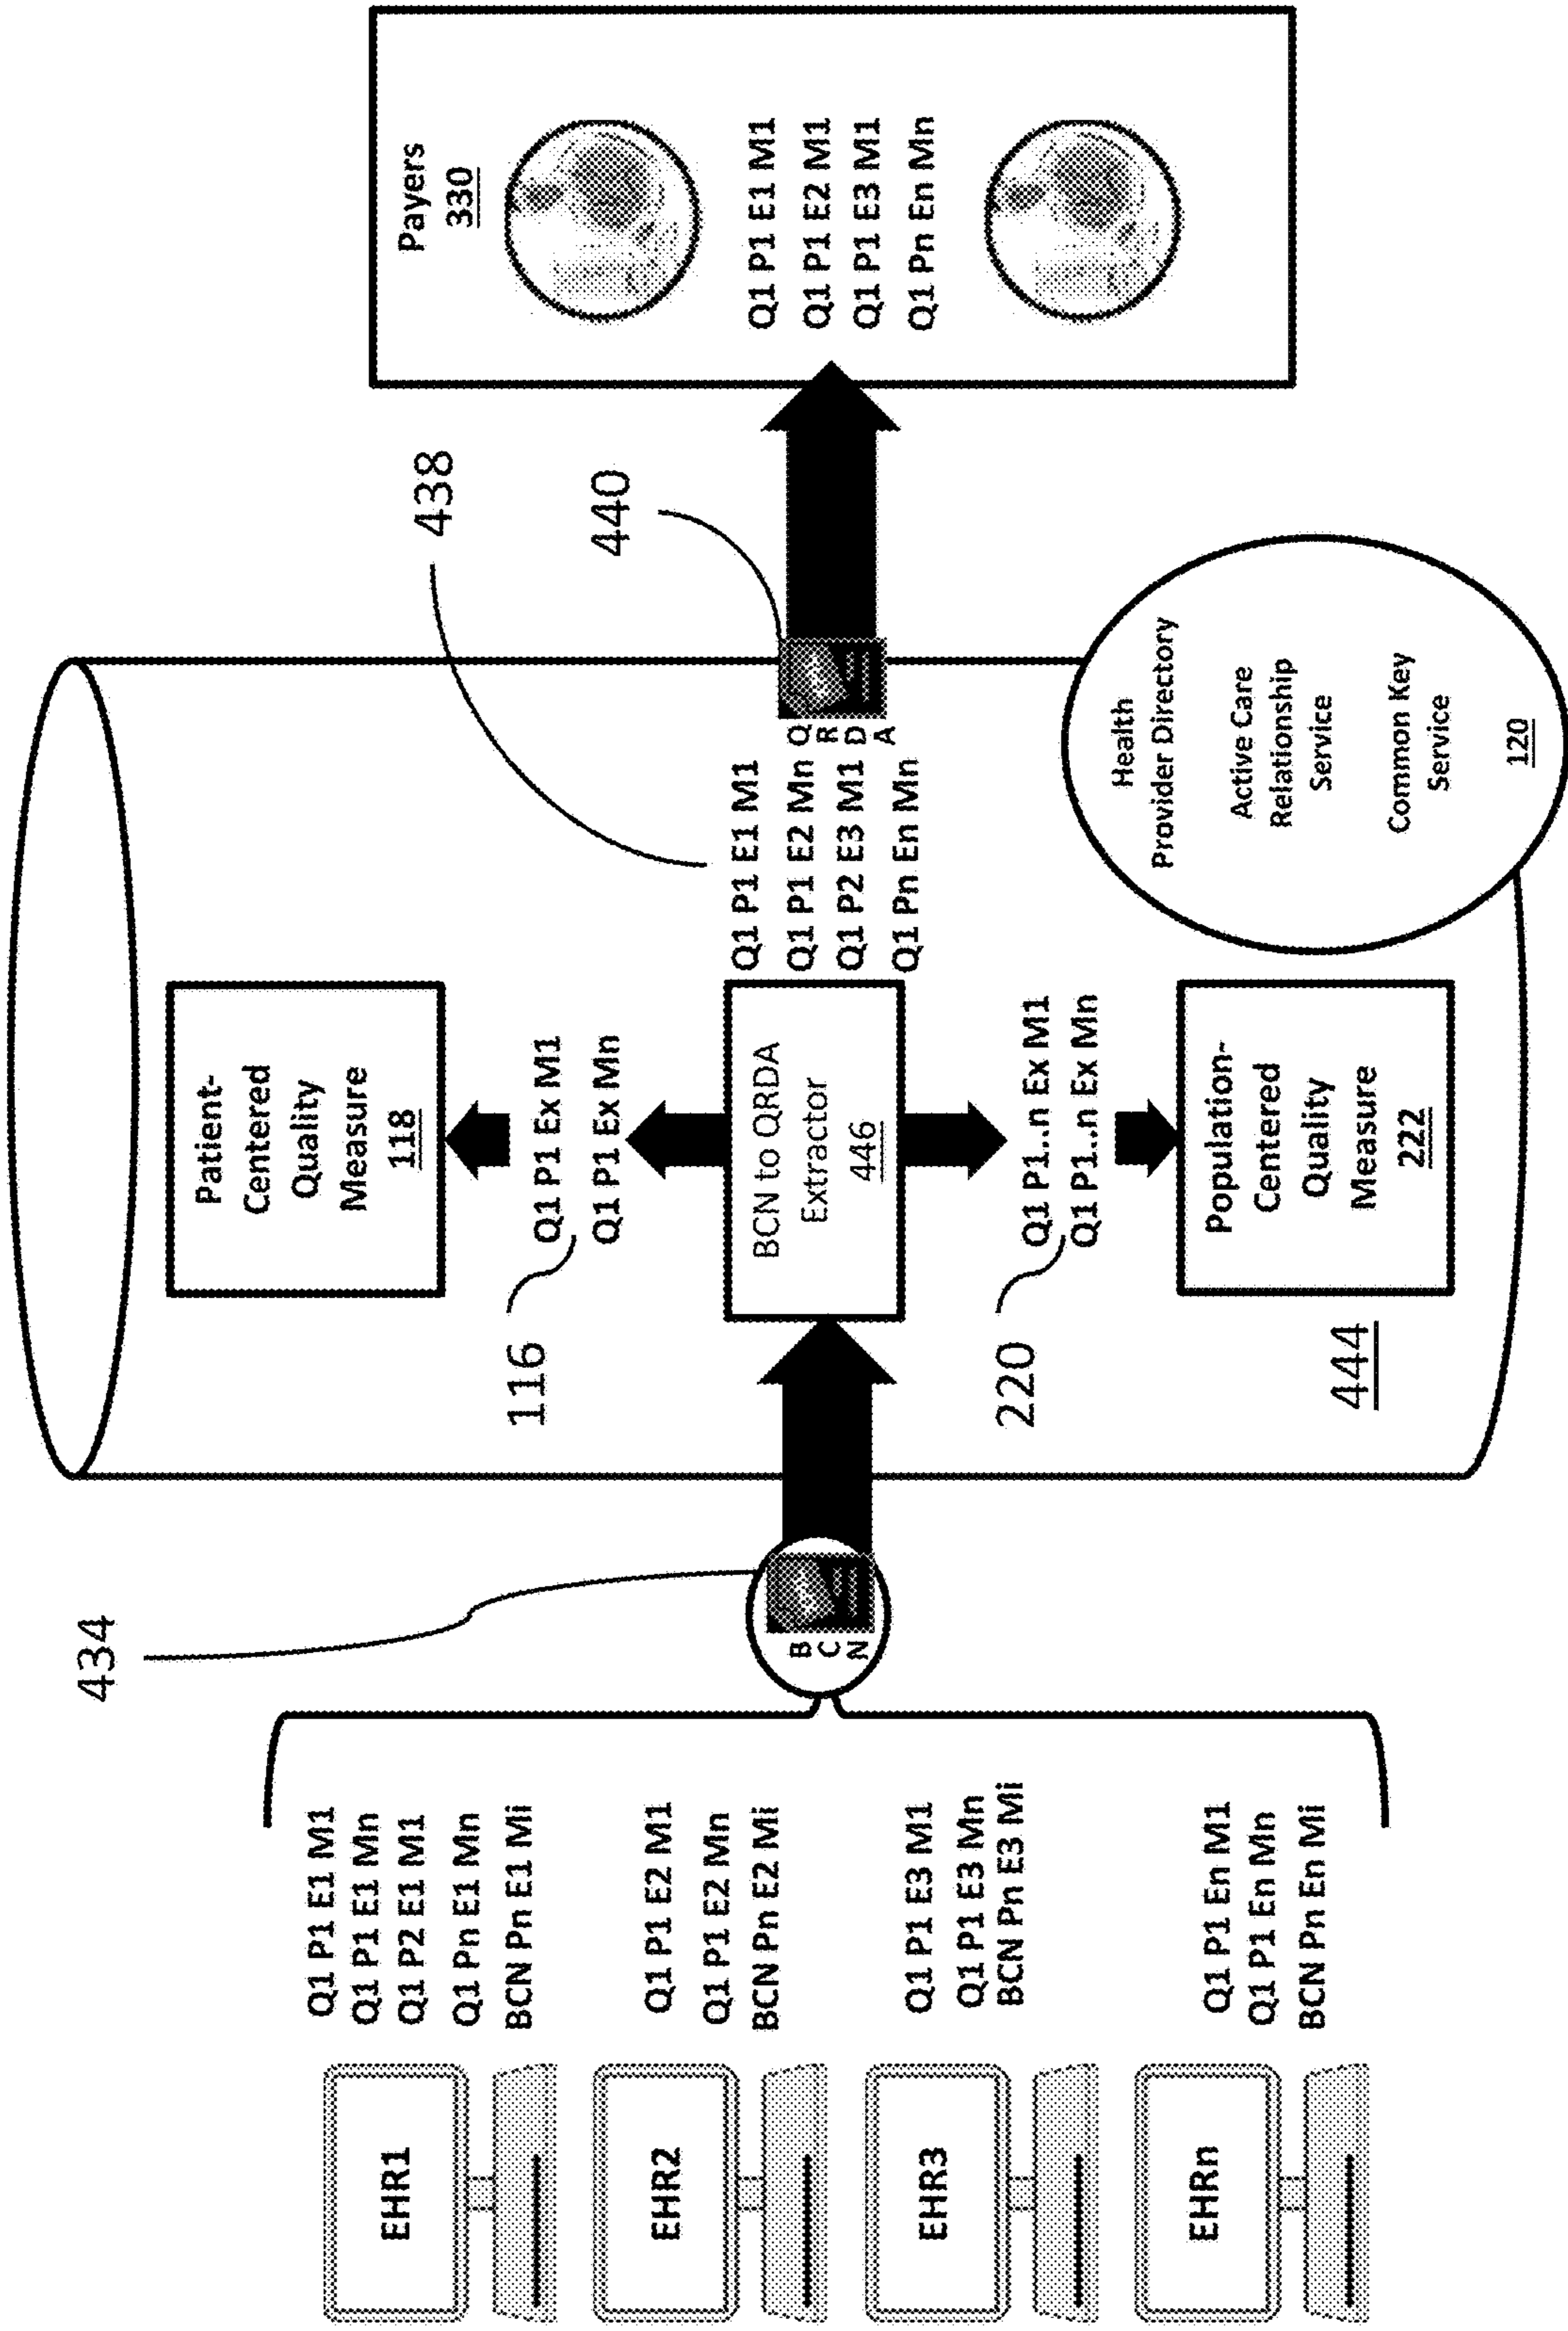 EHR1
Q1 P1 E1 M1
Q1 P1 E1 Mn
Q1 P2 E1 M1
Q1 Pn E1 Mn
BCN Pn E1 Mi
EHR2
Q1 P1 E2 M1
Q1 P1 E2 Mn
BCN Pn E2 Mi
EHR3
Q1 P1 E3 M1
Q1 P1 E3 Mn
BCN Pn E3 Mi
EHRn
Q1 P1 En M1
Q1 P1 En Mn
BCN Pn En Mi
434
B
C
N
Patient-
Centered
Quality
Measure
118
116
Q1 P1 Ex M1
Q1 P1 Ex Mn
BCN to QRDA
Extractor
446
220
Q1 P1..n Ex M1
Q1 P1..n Ex Mn
Population-
Centered
Quality
Measure
222
444
438
Q1 P1 E1 M1
Q1 P1 E2 Mn
Q1 P2 E3 M1
Q1 Pn En Mn
Q
R
D
A
440
Health
Provider Directory
Active Care
Relationship
Service
Common Key
Service
120
Payers
330
Q1 P1 E1 M1
Q1 P1 E2 M1
Q1 P1 E3 M1
Q1 Pn En Mn